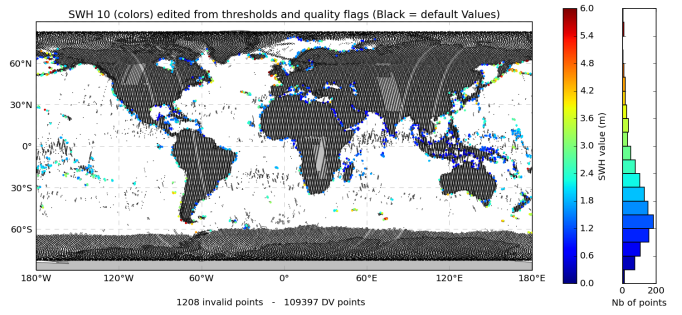 SWH 10 (colors) edited from thresholds and quality flags (Black = default Values)
60°N
30°N
0°
30°S
60°S
180°W 120°W 60°W 0° 60°E 120°E 180°E
1208 invalid points - 109397 DV points
6.0
5.4
4.8
4.2
3.6
3.0
2.4
1.8
1.2
0.6
0.0
SWH value (m)
0 200
Nb of points